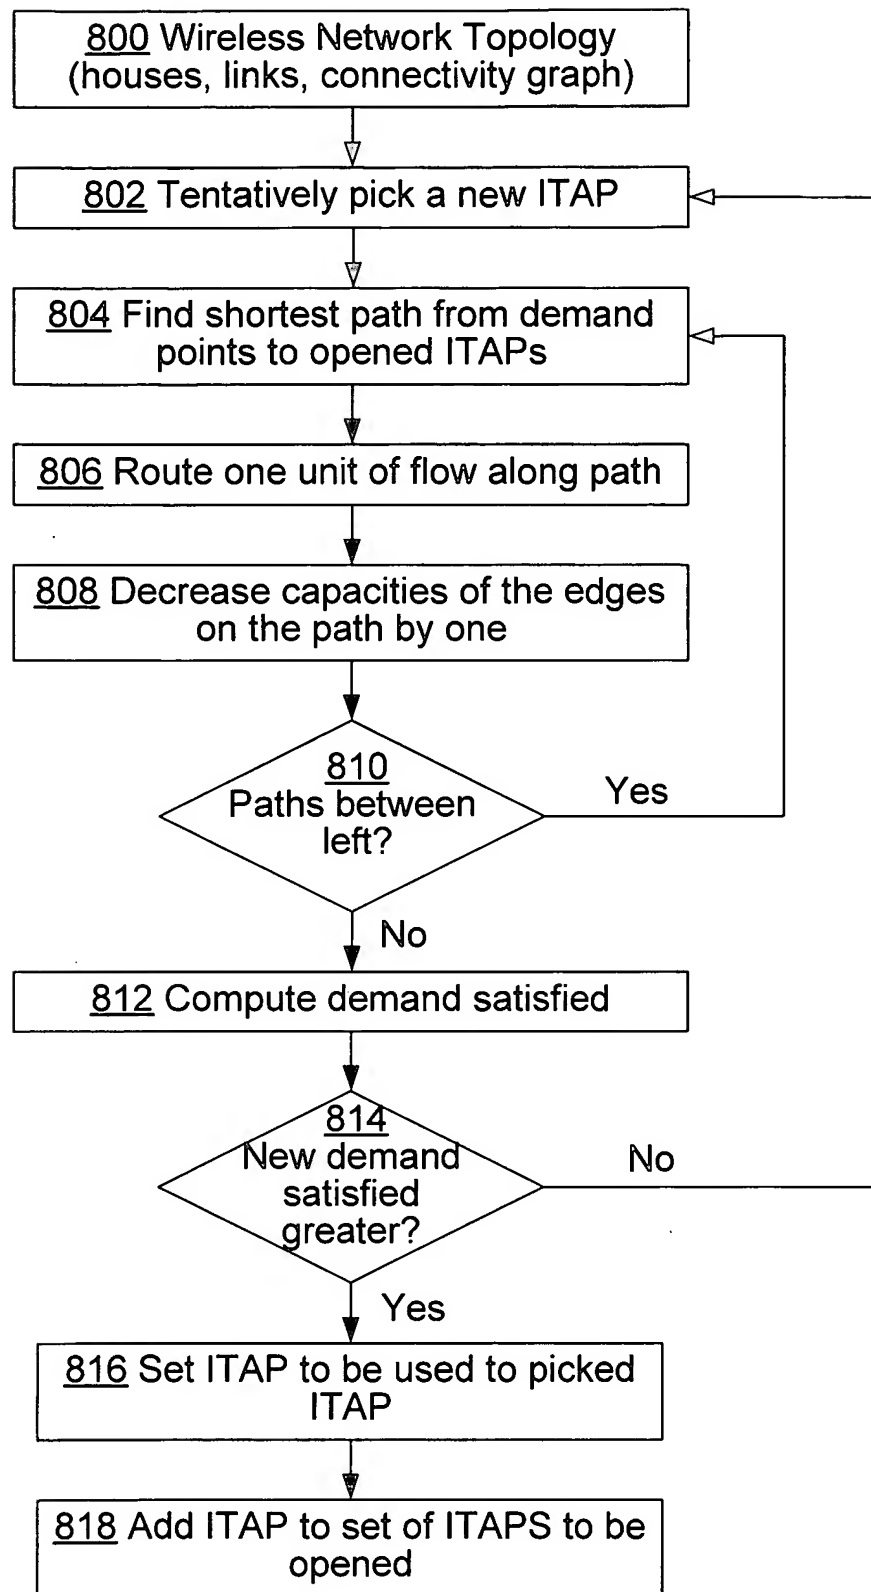 800 Wireless Network Topology
(houses, links, connectivity graph)
802 Tentatively pick a new ITAP
804 Find shortest path from demand
points to opened ITAPs
806 Route one unit of flow along path
808 Decrease capacities of the edges
on the path by one
810
Paths between
left?
Yes
No
812 Compute demand satisfied
814
New demand
satisfied
greater?
No
Yes
816 Set ITAP to be used to picked
ITAP
818 Add ITAP to set of ITAPS to be
opened